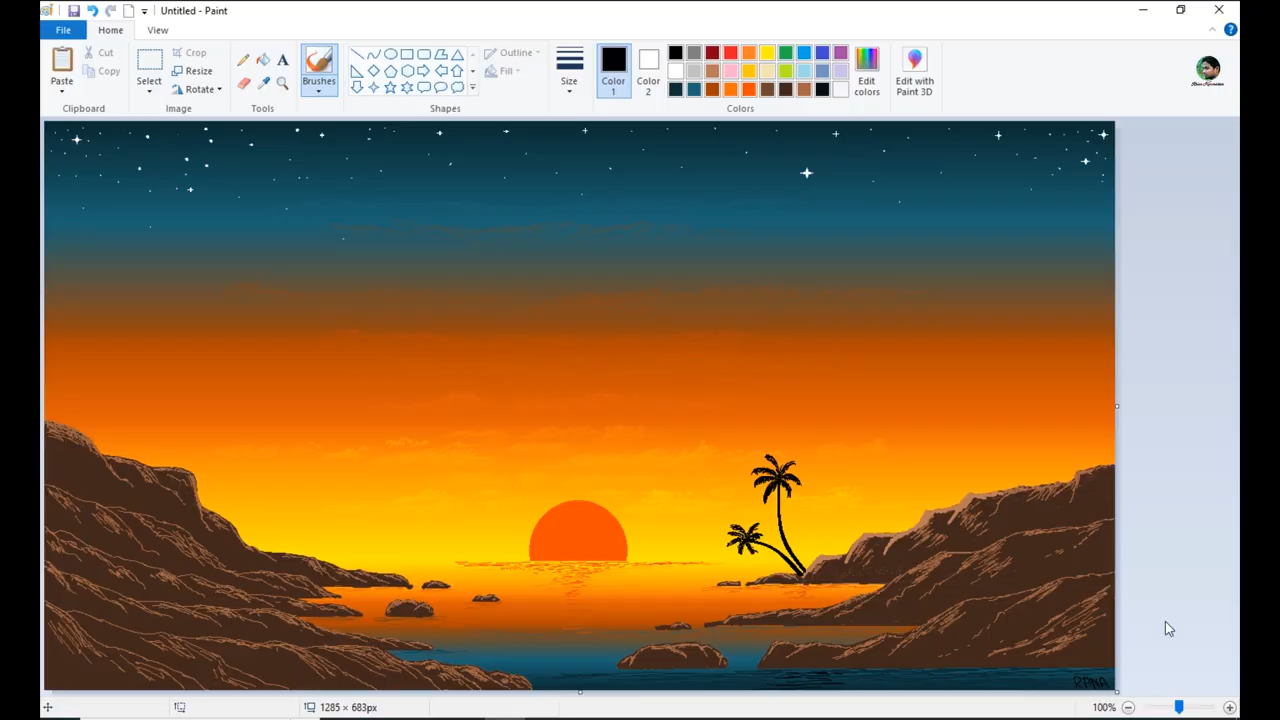 Untitled - Paint
File Home View
Paste Cut Copy
Clipboard
Select Crop Resize Rotate
Image
A
Tools
Brushes
Shapes
Outline Fill
Size
Color 1
Color 2
Colors
Edit colors
Edit with Paint 3D
RANA
1285 × 683px
100%